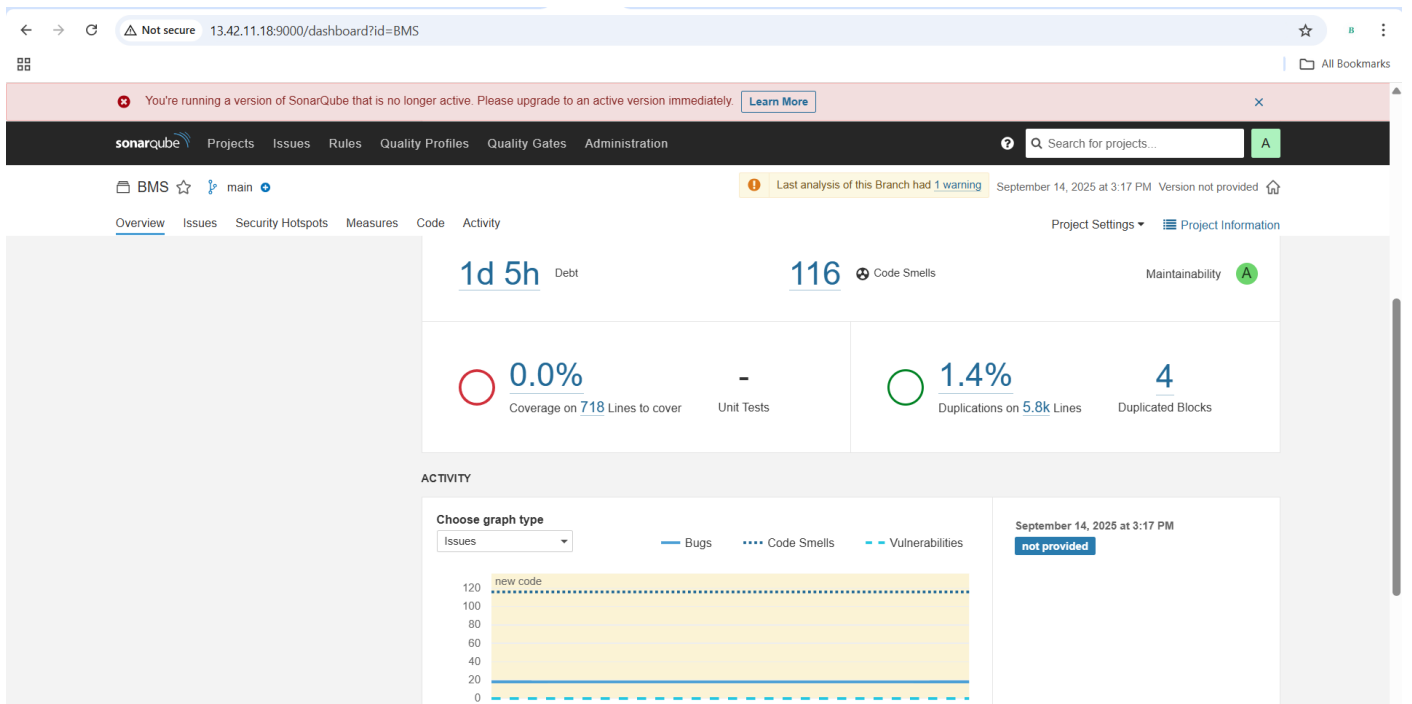 Not secure 13.42.11.18:9000/dashboard?id=BMS B
All Bookmarks
You're running a version of SonarQube that is no longer active. Please upgrade to an active version immediately. Learn More
sonarqube Projects Issues Rules Quality Profiles Quality Gates Administration Search for projects... A
BMS main Last analysis of this Branch had 1 warning September 14, 2025 at 3:17 PM Version not provided
Overview Issues Security Hotspots Measures Code Activity Project Settings Project Information
1d 5h Debt 116 Code Smells Maintainability A
0.0% - 1.4% 4
Coverage on 718 Lines to cover Unit Tests Duplications on 5.8k Lines Duplicated Blocks
ACTIVITY
Choose graph type
Issues Bugs Code Smells Vulnerabilities
September 14, 2025 at 3:17 PM
not provided
new code
120
100
80
60
40
20
0